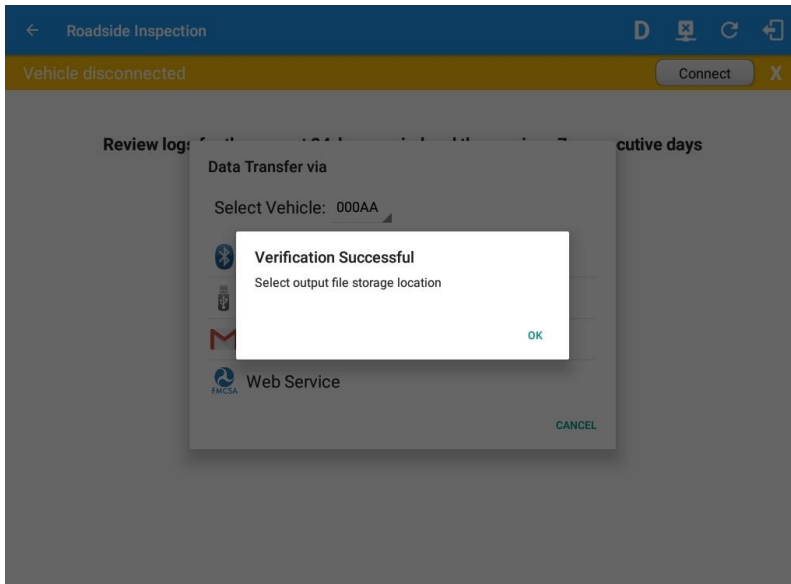 Roadside Inspection
D
Vehicle disconnected
Connect
X
Review logs
cutive days
Data Transfer via
Select Vehicle: 000AA
Verification Successful
Select output file storage location
OK
Web Service
FMCSA
CANCEL